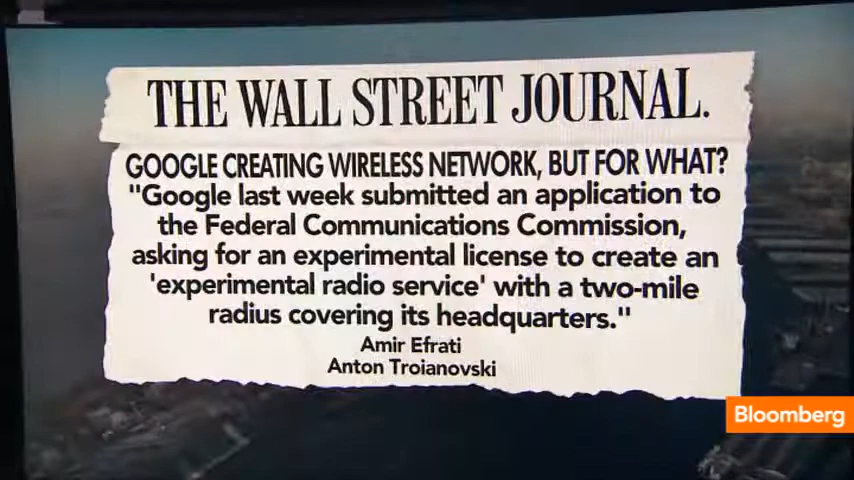 THE WALL STREET JOURNAL.
GOOGLE CREATING WIRELESS NETWORK, BUT FOR WHAT?
"Google last week submitted an application to
the Federal Communications Commission,
asking for an experimental license to create an
'experimental radio service' with a two-mile
radius covering its headquarters."
Amir Efrati
Anton Troianovski
Bloomberg